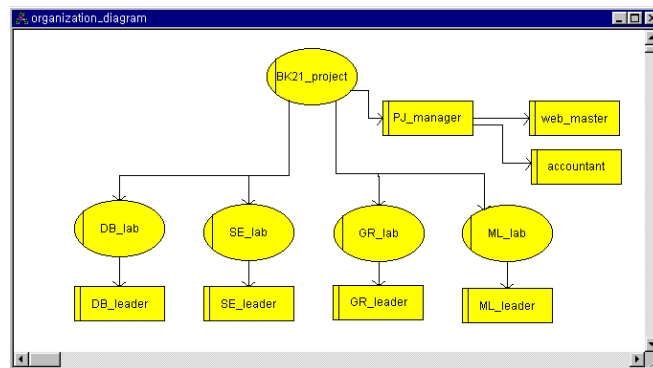 organization_diagram
BK21_project
PJ_manager
web_master
accountant
DB_lab
SE_lab
GR_lab
ML_lab
DB_leader
SE_leader
GR_leader
ML_leader